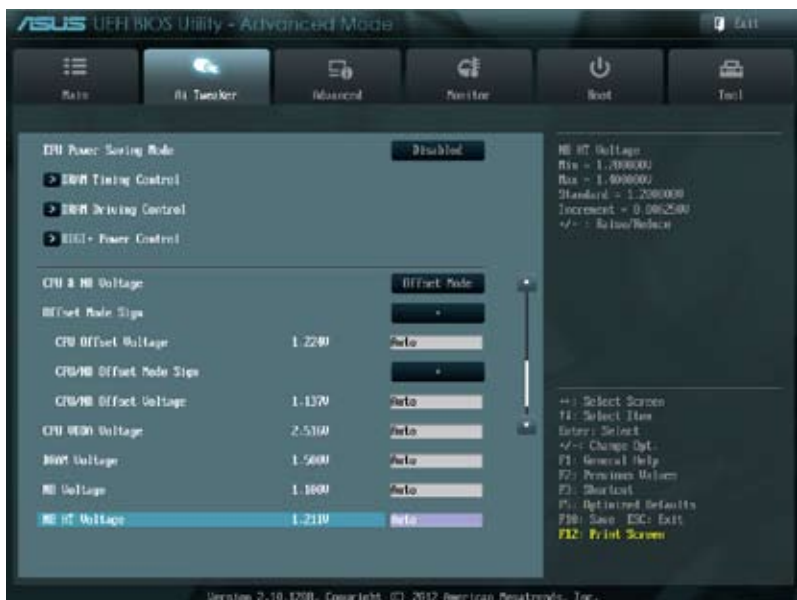 ASUS UEFI BIOS Utility - Advanced Mode
Exit
Main
Ai Tweaker
Advanced
Monitor
Boot
Tool
EPU Power Saving Mode Disabled
> DRAM Timing Control
> DRAM Driving Control
> DIGI+ Power Control
CPU & NB Voltage Offset Mode
Offset Mode Sign
CPU Offset Voltage 1.224V Auto
CPU/NB Offset Mode Sign
CPU/NB Offset Voltage 1.137V Auto
CPU VDDA Voltage 2.516V Auto
DRAM Voltage 1.500V Auto
NB Voltage 1.100V Auto
NB HT Voltage 1.211V Auto
NB HT Voltage
Min = 1.200000V
Max = 1.400000V
Standard = 1.200000V
Increment = 0.006250V
+/- : Raise/Reduce
↔: Select Screen
↑↓: Select Item
Enter: Select
+/-: Change Opt.
F1: General Help
F2: Previous Values
F3: Shortcut
F5: Optimized Defaults
F10: Save ESC: Exit
F12: Print Screen
Version 2.10.1208. Copyright (C) 2012 American Megatrends, Inc.